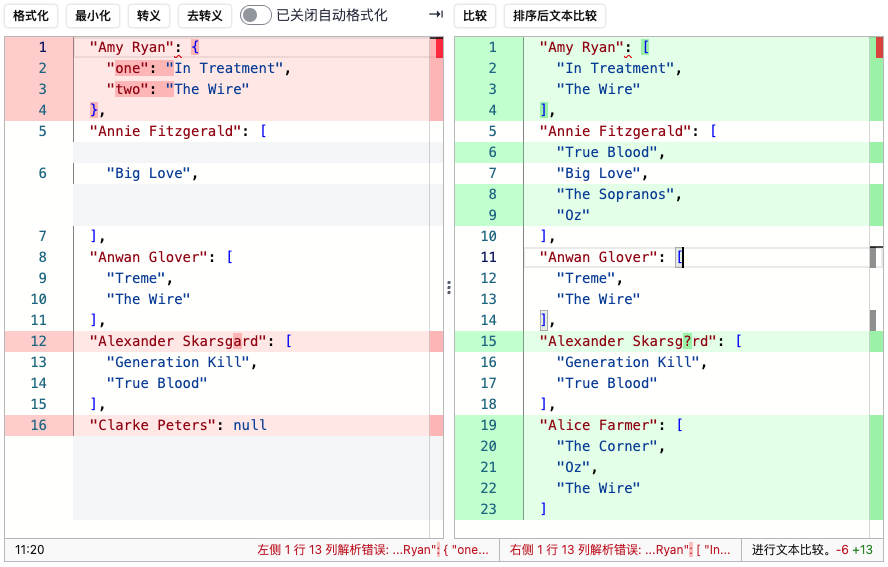 格式化 最小化 转义 去转义 已关闭自动格式化 比较 排序后文本比较
1 "Amy Ryan": {
2 "one": "In Treatment",
3 "two": "The Wire"
4 },
5 "Annie Fitzgerald": [
6 "Big Love",
7 ],
8 "Anwan Glover": [
9 "Treme",
10 "The Wire"
11 ],
12 "Alexander Skarsgard": [
13 "Generation Kill",
14 "True Blood"
15 ],
16 "Clarke Peters": null
1 "Amy Ryan": [
2 "In Treatment",
3 "The Wire"
4 ],
5 "Annie Fitzgerald": [
6 "True Blood",
7 "Big Love",
8 "The Sopranos",
9 "Oz"
10 ],
11 "Anwan Glover": [
12 "Treme",
13 "The Wire"
14 ],
15 "Alexander Skarsg?rd": [
16 "Generation Kill",
17 "True Blood"
18 ],
19 "Alice Farmer": [
20 "The Corner",
21 "Oz",
22 "The Wire"
23 ]
11:20 左侧 1 行 13 列解析错误: ...Ryan": { "one... 右侧 1 行 13 列解析错误: ...Ryan": [ "In... 进行文本比较。-6 +13